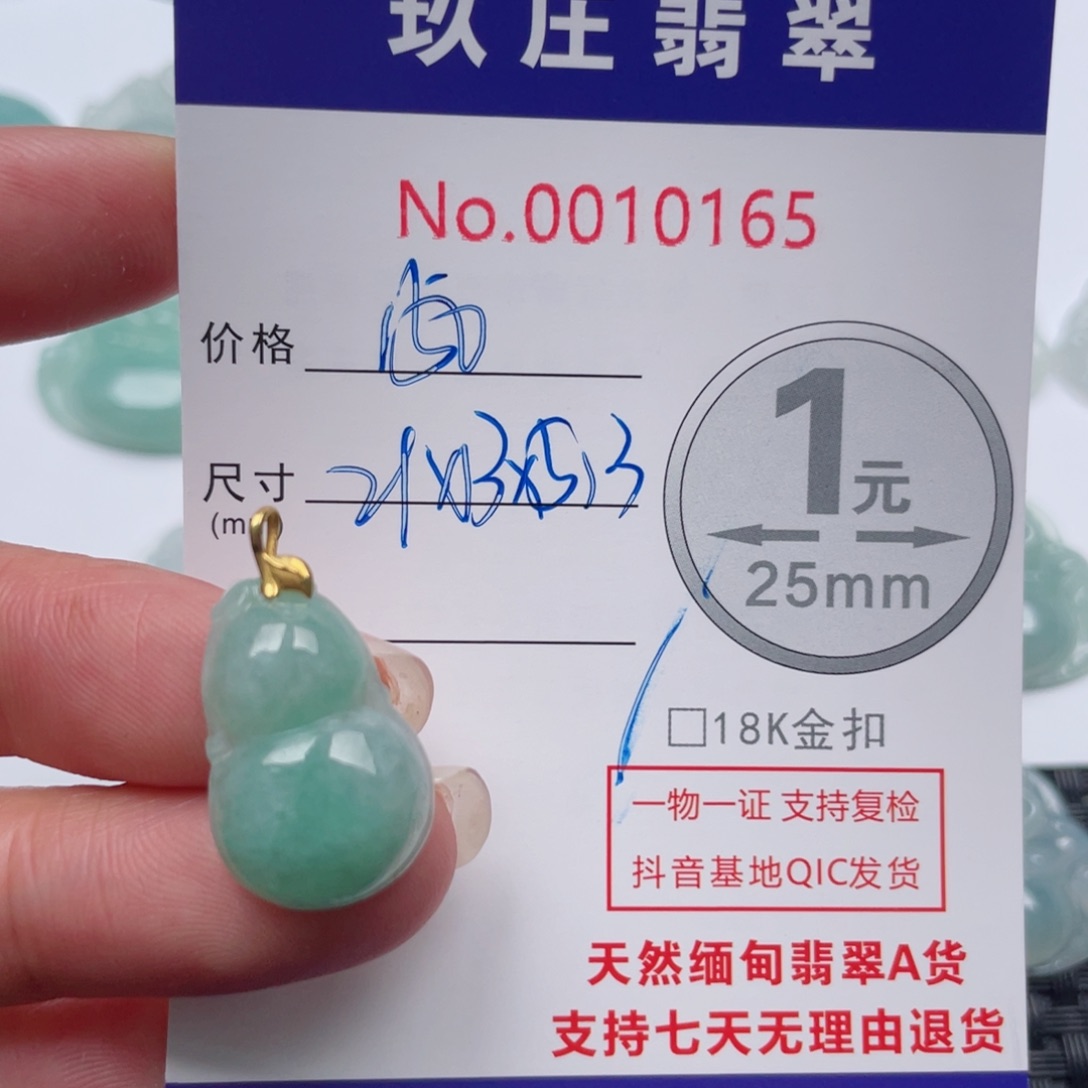 玖庄翡翠
No.0010165
价格
尺寸 21x13x5.3
(m
1元
25mm
□18K金扣
一物一证 支持复检
抖音基地QIC发货
天然缅甸翡翠A货
支持七天无理由退货